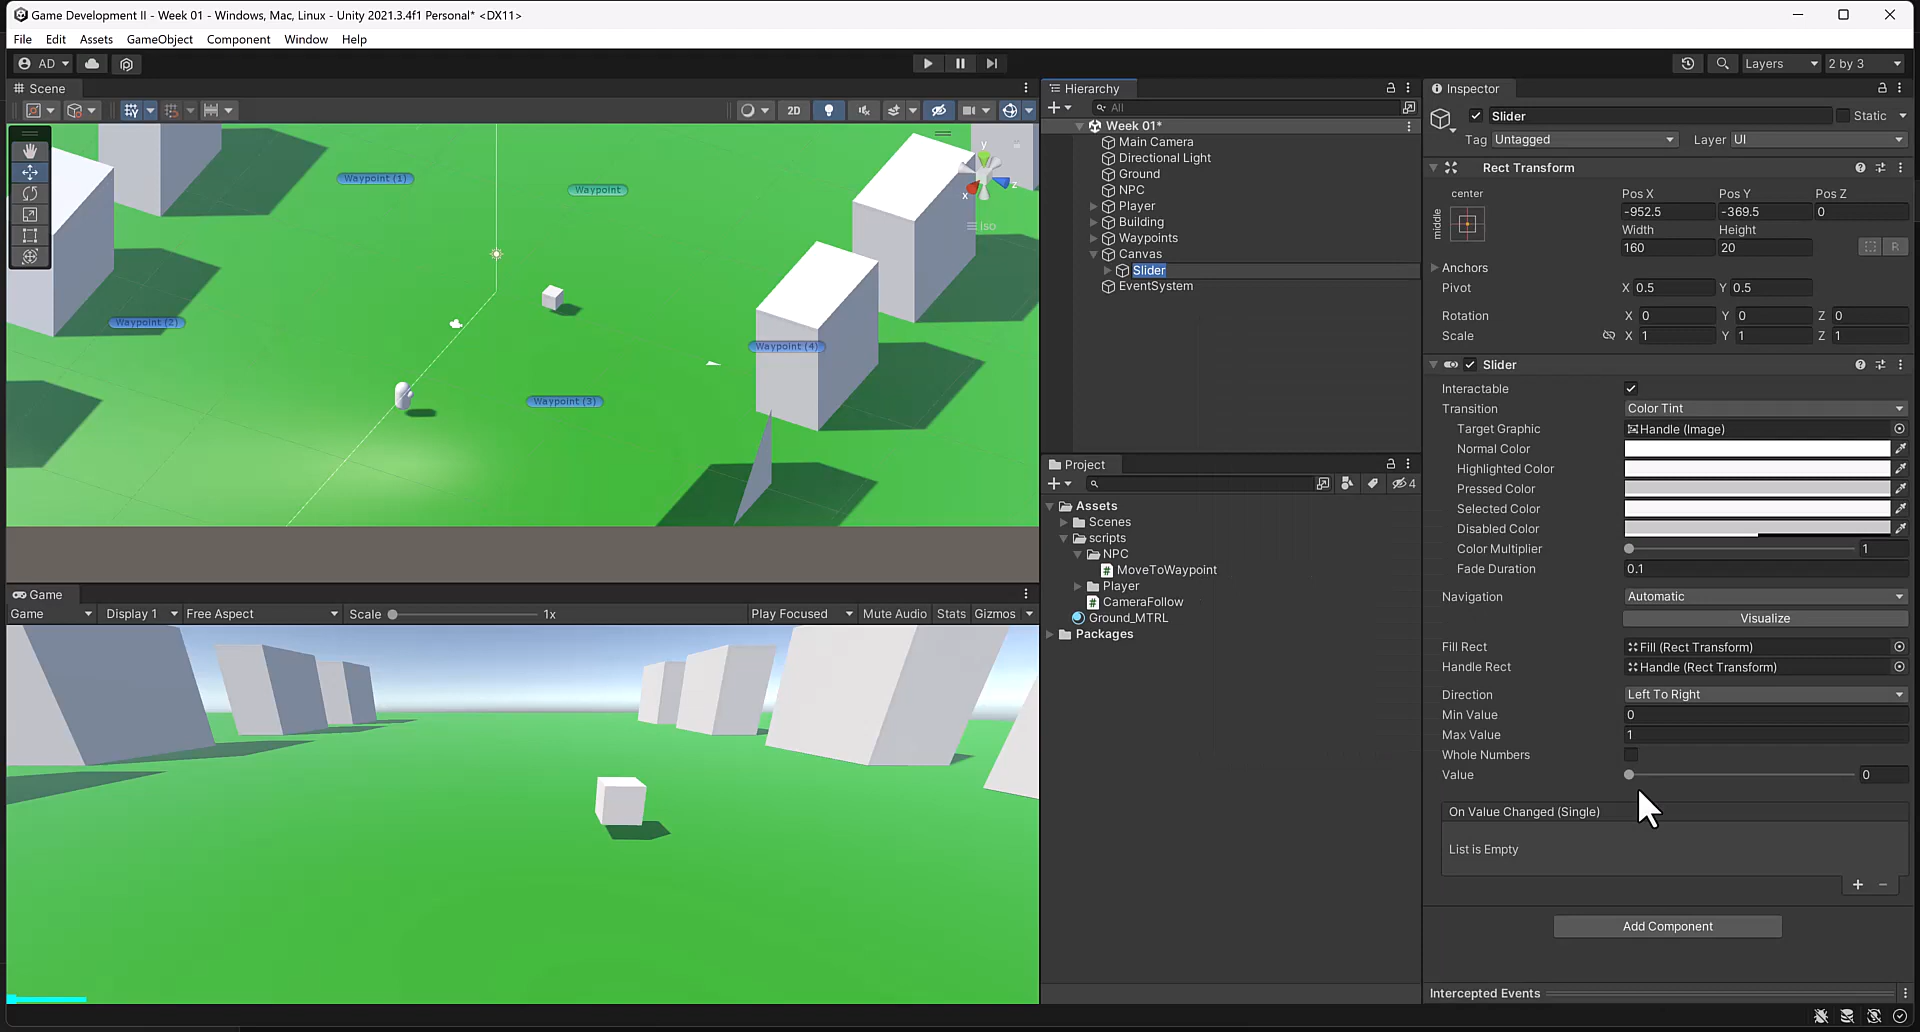 Game Development II - Week 01 - Windows, Mac, Linux - Unity 2021.3.4f1 Personal* <DX11>
File Edit Assets GameObject Component Window Help
AD
Layers 2 by 3
Scene
2D
Waypoint (1)
Waypoint
Waypoint (2)
Waypoint (4)
Waypoint (3)
y
x
z
Iso
Game
Game Display 1 Free Aspect Scale 1x Play Focused Mute Audio Stats Gizmos
Hierarchy
All
Week 01*
Main Camera
Directional Light
Ground
NPC
Player
Building
Waypoints
Canvas
Slider
EventSystem
Project
4
Assets
Scenes
scripts
NPC
MoveToWaypoint
Player
CameraFollow
Ground_MTRL
Packages
Inspector
Slider Static
Tag Untagged Layer UI
Rect Transform
center
middle
Pos X Pos Y Pos Z
-952.5 -369.5 0
Width Height
160 20
R
Anchors
Pivot X 0.5 Y 0.5
Rotation X 0 Y 0 Z 0
Scale X 1 Y 1 Z 1
Slider
Interactable
Transition Color Tint
Target Graphic Handle (Image)
Normal Color
Highlighted Color
Pressed Color
Selected Color
Disabled Color
Color Multiplier 1
Fade Duration 0.1
Navigation Automatic
Visualize
Fill Rect Fill (Rect Transform)
Handle Rect Handle (Rect Transform)
Direction Left To Right
Min Value 0
Max Value 1
Whole Numbers
Value 0
On Value Changed (Single)
List is Empty
Add Component
Intercepted Events